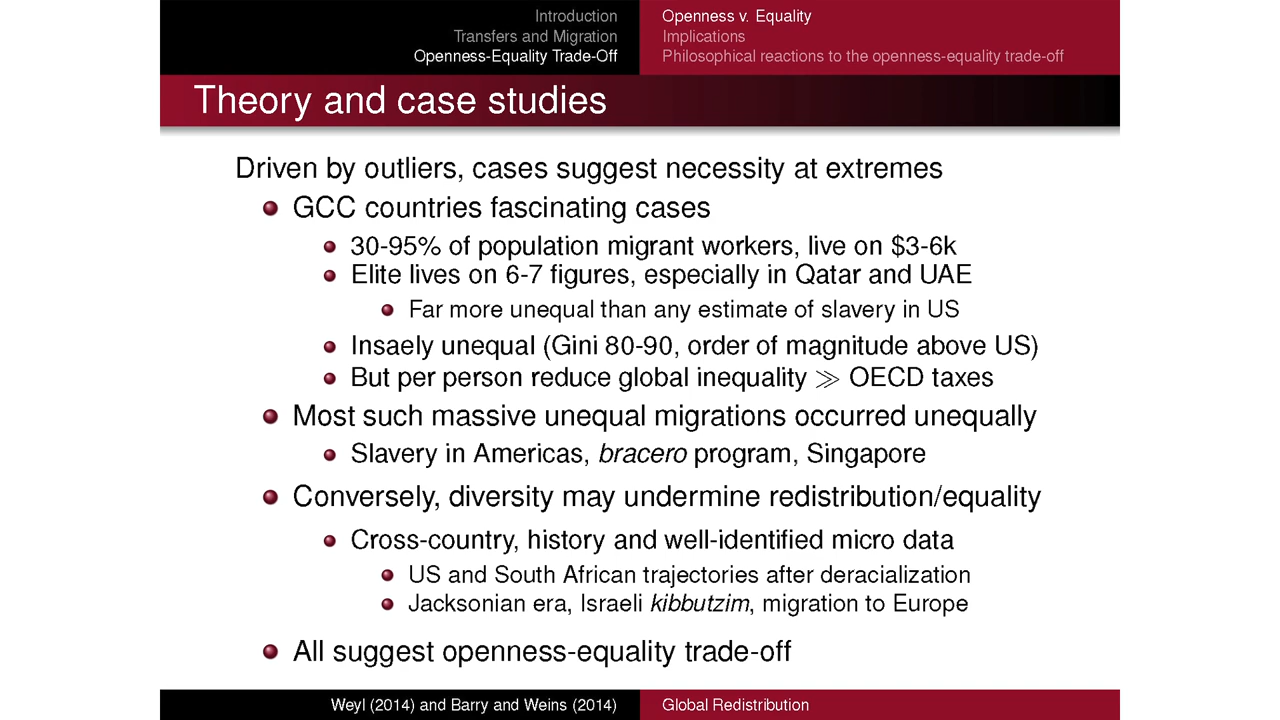 Introduction
Transfers and Migration
Openness-Equality Trade-Off
Openness v. Equality
Implications
Philosophical reactions to the openness-equality trade-off
Theory and case studies
Driven by outliers, cases suggest necessity at extremes
GCC countries fascinating cases
30-95% of population migrant workers, live on $3-6k
Elite lives on 6-7 figures, especially in Qatar and UAE
Far more unequal than any estimate of slavery in US
Insaely unequal (Gini 80-90, order of magnitude above US)
But per person reduce global inequality ≫ OECD taxes
Most such massive unequal migrations occurred unequally
Slavery in Americas, bracero program, Singapore
Conversely, diversity may undermine redistribution/equality
Cross-country, history and well-identified micro data
US and South African trajectories after deracialization
Jacksonian era, Israeli kibbutzim, migration to Europe
All suggest openness-equality trade-off
Weyl (2014) and Barry and Weins (2014)
Global Redistribution